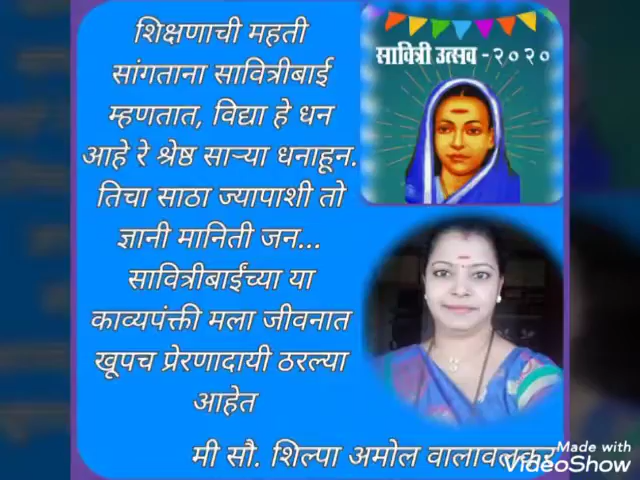 शिक्षणाची महती
सांगताना सावित्रीबाई
म्हणतात, विद्या हे धन
आहे रे श्रेष्ठ साऱ्या धनाहून.
तिचा साठा ज्यापाशी तो
ज्ञानी मानिती जन...
सावित्रीबाईंच्या या
काव्यपंक्ती मला जीवनात
खूपच प्रेरणादायी ठरल्या
आहेत
सावित्री उत्सव -२०२०
मी सौ. शिल्पा अमोल वालावलकर
Made with
VideoShow